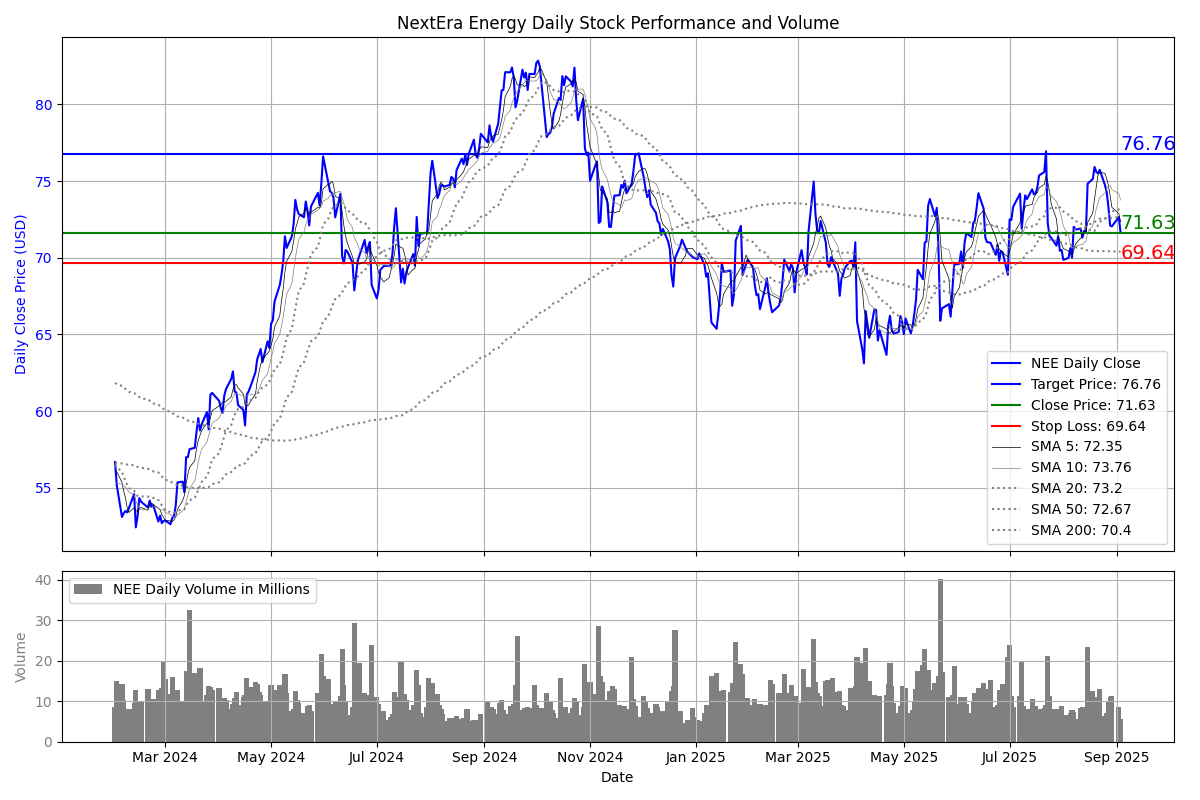 NextEra Energy Daily Stock Performance and Volume
Daily Close Price (USD)
80
75
70
65
60
55
76.76
71.63
69.64
NEE Daily Close
Target Price: 76.76
Close Price: 71.63
Stop Loss: 69.64
SMA 5: 72.35
SMA 10: 73.76
SMA 20: 73.2
SMA 50: 72.67
SMA 200: 70.4
Volume
40
30
20
10
0
NEE Daily Volume in Millions
Mar 2024 May 2024 Jul 2024 Sep 2024 Nov 2024 Jan 2025 Mar 2025 May 2025 Jul 2025 Sep 2025
Date